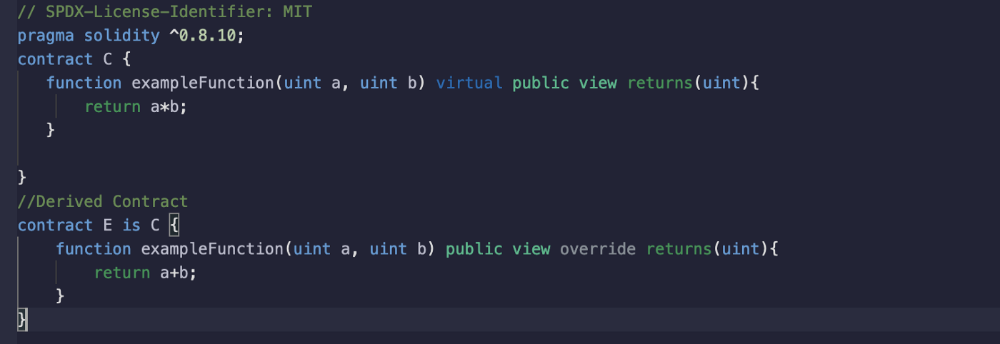 // SPDX-License-Identifier: MIT
pragma solidity ^0.8.10;
contract C {
   function exampleFunction(uint a, uint b) virtual public view returns(uint){
       return a*b;
   }
}
//Derived Contract
contract E is C {
    function exampleFunction(uint a, uint b) public view override returns(uint){
        return a+b;
    }
}